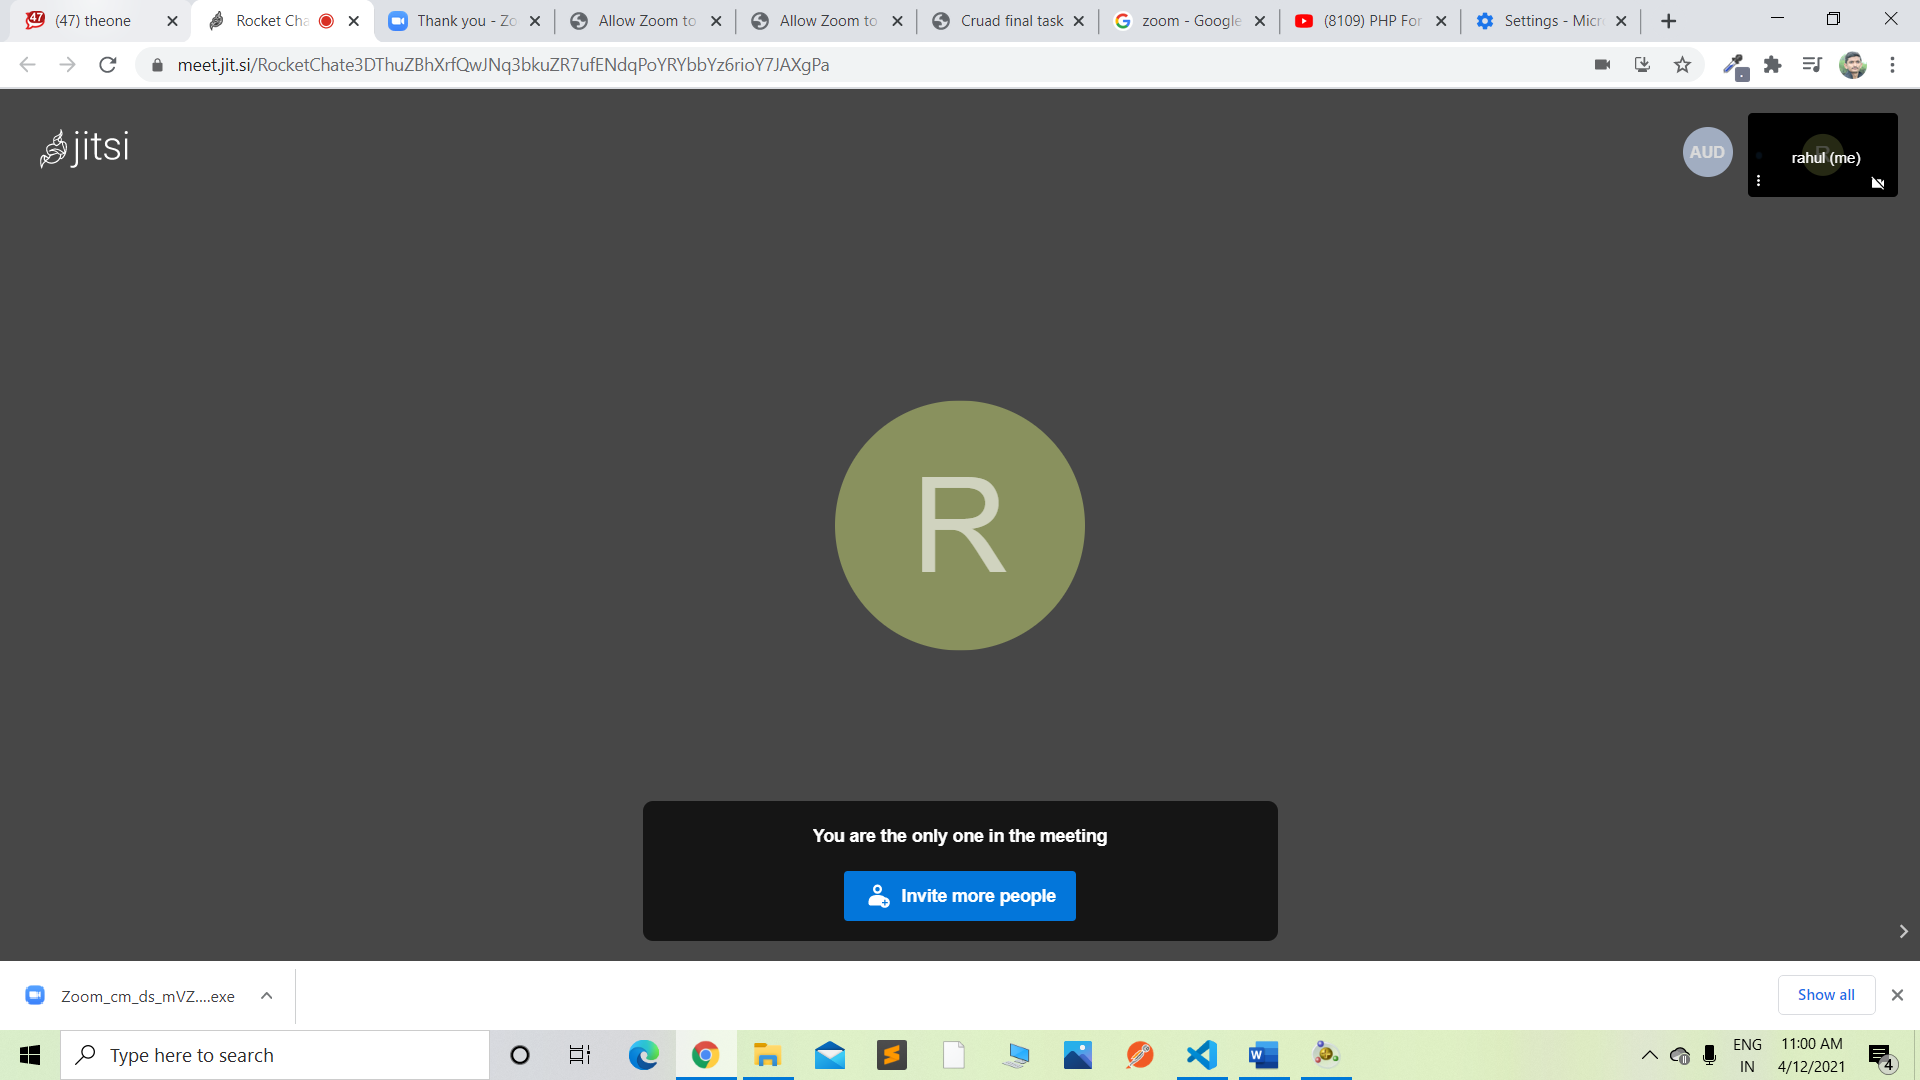 47 (47) theone
Rocket Cha
Thank you - Zo
Allow Zoom to
Allow Zoom to
Cruad final task
zoom - Google
(8109) PHP For
Settings - Micr
meet.jit.si/RocketChate3DThuZBhXrfQwJNq3bkuZR7ufENdqPoYRYbbYz6rioY7JAXgPa
jitsi
AUD
rahul (me)
R
You are the only one in the meeting
Invite more people
Zoom_cm_ds_mVZ....exe
Show all
Type here to search
ENG
IN
11:00 AM
4/12/2021
4